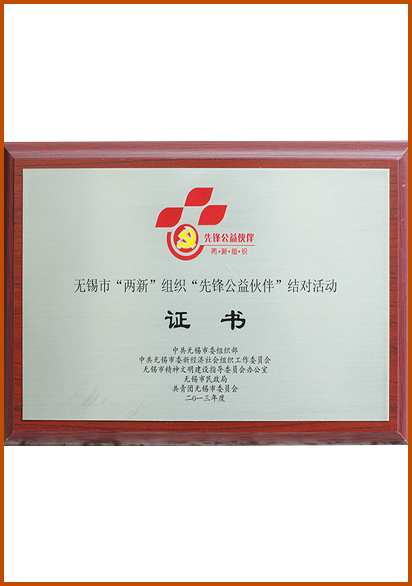 先锋公益伙伴
两·新·组·织
无锡市“两新”组织“先锋公益伙伴”结对活动
证 书
中共无锡市委组织部
中共无锡市委新经济社会组织工作委员会
无锡市精神文明建设指导委员会办公室
无锡市民政局
共青团无锡市委员会
二〇一三年度